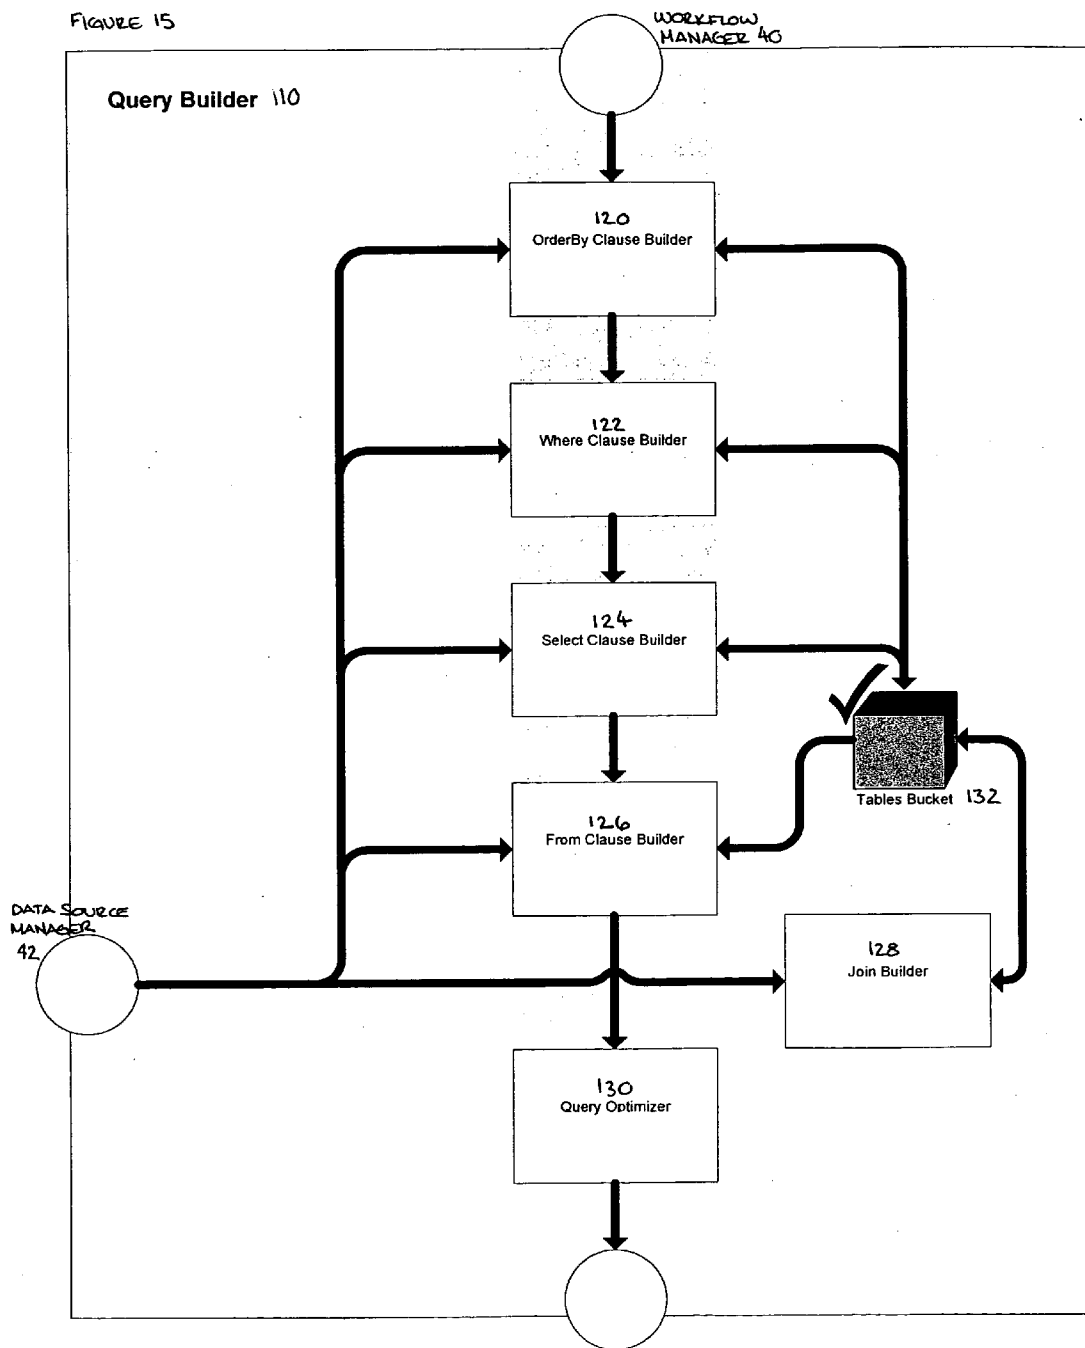 FIGURE 15
WORKFLOW
MANAGER 40
Query Builder 110
120
OrderBy Clause Builder
122
Where Clause Builder
124
Select Clause Builder
Tables Bucket 132
126
From Clause Builder
DATA SOURCE
MANAGER
42
128
Join Builder
130
Query Optimizer